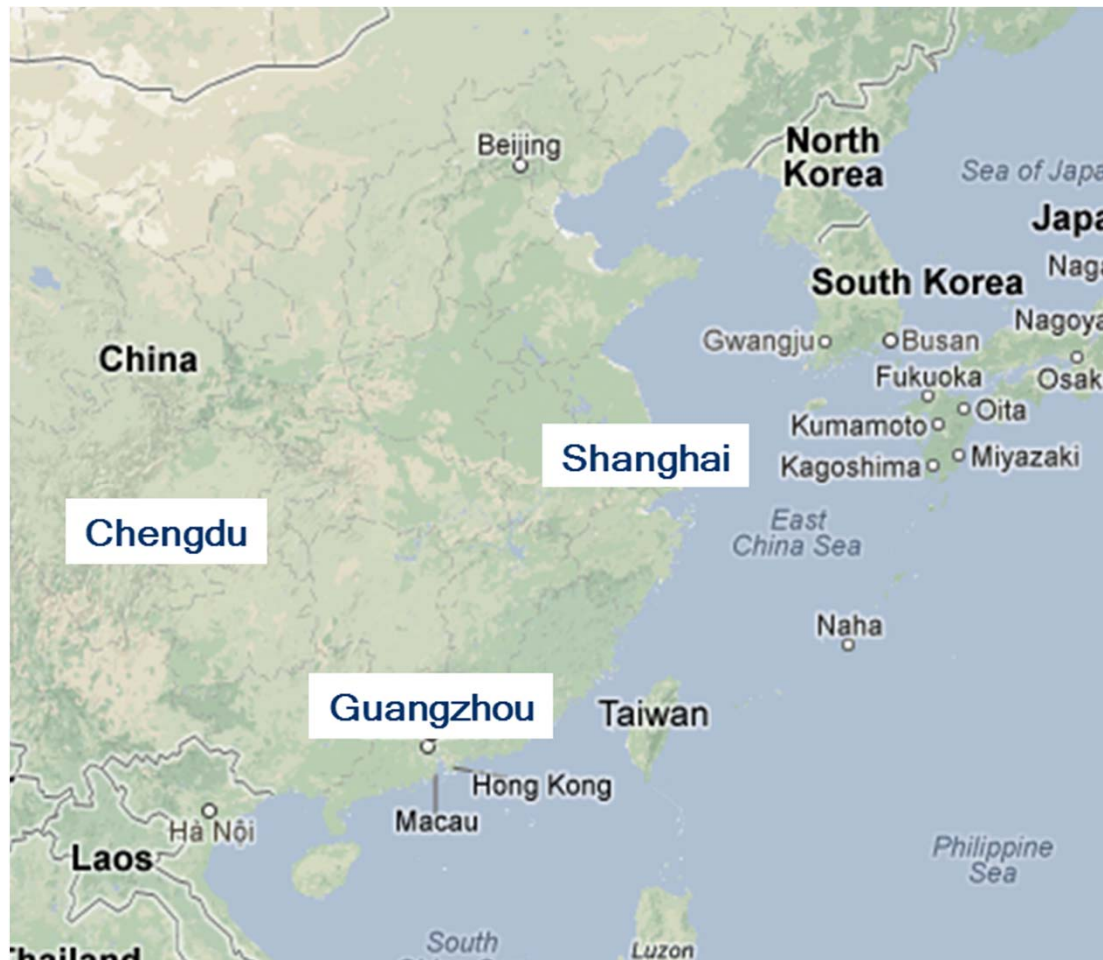 Beijing
North
Korea
Sea of Japa
Japa
Naga
South Korea
Nagoya
Gwangju
Busan
China
Fukuoka
Osak
Oita
Kumamoto
Shanghai
Kagoshima
Miyazaki
Chengdu
East
China Sea
Naha
Guangzhou
Taiwan
Hong Kong
Macau
Hà Nội
Laos
Philippine
Sea
South
Luzon
Thailand